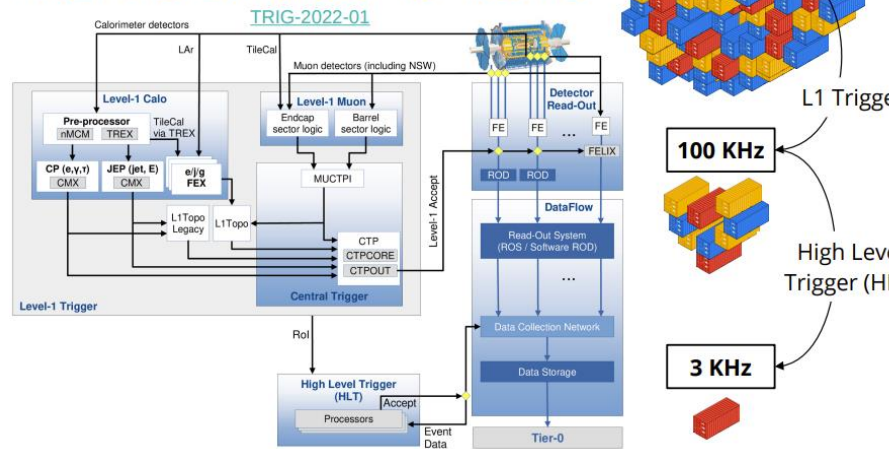 TRIG-2022-01
Calorimeter detectors
LAr
TileCal
Muon detectors (including NSW)
Level-1 Calo
Pre-processor
nMCM
TREX
TileCal
via TREX
CP (e,γ,τ)
CMX
JEP (jet, E)
CMX
e/j/g
FEX
Level-1 Muon
Endcap
sector logic
Barrel
sector logic
MUCTPI
L1Topo
Legacy
L1Topo
CTP
CTPCORE
CTPOUT
Central Trigger
Level-1 Trigger
Level-1 Accept
Detector
Read-Out
FE
FE
...
FE
FELIX
ROD
ROD
DataFlow
Read-Out System
(ROS / Software ROD)
...
Data Collection Network
Data Storage
Tier-0
RoI
High Level Trigger
(HLT)
Accept
Processors
Event
Data
L1 Trigge
100 KHz
High Leve
Trigger (HL
3 KHz